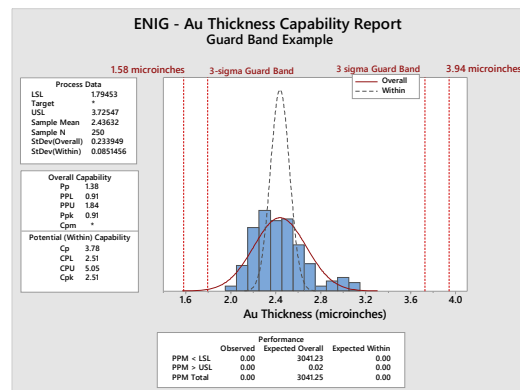 ENIG - Au Thickness Capability Report
Guard Band Example
1.58 microinches
3-sigma Guard Band
3 sigma Guard Band
3.94 microinches
Process Data
LSL 1.79453
Target *
USL 3.72547
Sample Mean 2.43632
Sample N 250
StDev(Overall) 0.233949
StDev(Within) 0.0851456
Overall Capability
Pp 1.38
PPL 0.91
PPU 1.84
Ppk 0.91
Cpm *
Potential (Within) Capability
Cp 3.78
CPL 2.51
CPU 5.05
Cpk 2.51
Overall
Within
1.6 2.0 2.4 2.8 3.2 3.6 4.0
Au Thickness (microinches)
Performance
Observed Expected Overall Expected Within
PPM < LSL 0.00 3041.23 0.00
PPM > USL 0.00 0.02 0.00
PPM Total 0.00 3041.25 0.00